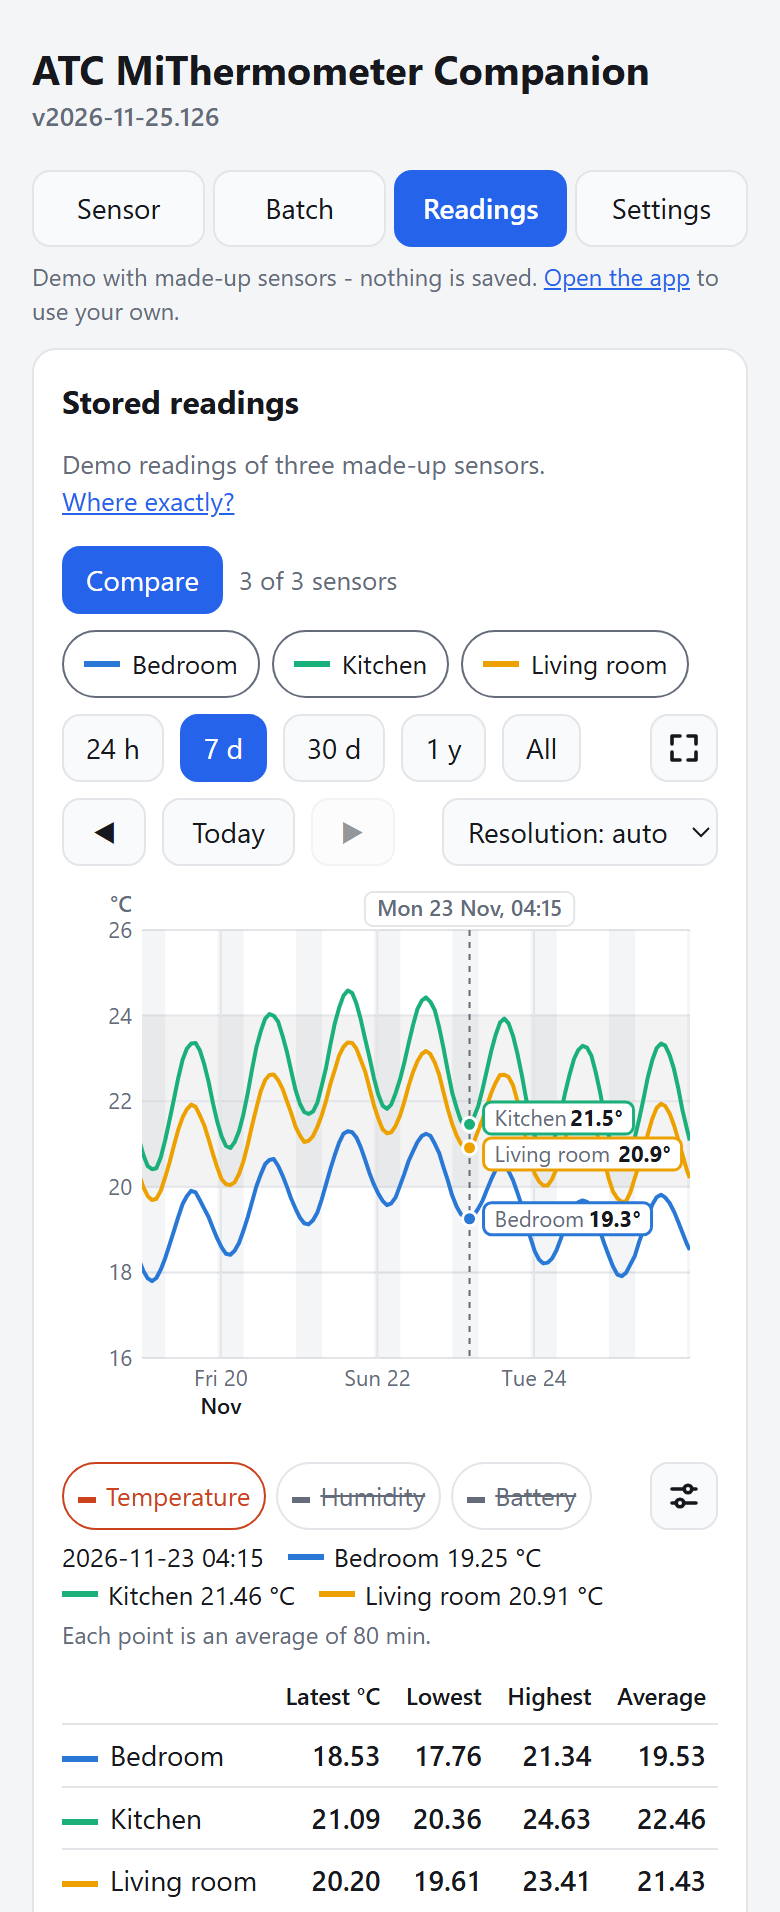 ATC MiThermometer Companion
v2026-11-25.126
Sensor Batch Readings Settings
Demo with made-up sensors - nothing is saved. Open the app to
use your own.
Stored readings
Demo readings of three made-up sensors.
Where exactly?
Compare 3 of 3 sensors
Bedroom Kitchen Living room
24 h 7 d 30 d 1 y All
◀ Today ▶ Resolution: auto
°C
Mon 23 Nov, 04:15
26
24
22
Kitchen 21.5°
Living room 20.9°
20
Bedroom 19.3°
18
16
Fri 20 Sun 22 Tue 24
Nov
Temperature Humidity Battery
2026-11-23 04:15 Bedroom 19.25 °C
Kitchen 21.46 °C Living room 20.91 °C
Each point is an average of 80 min.
Latest °C Lowest Highest Average
Bedroom 18.53 17.76 21.34 19.53
Kitchen 21.09 20.36 24.63 22.46
Living room 20.20 19.61 23.41 21.43